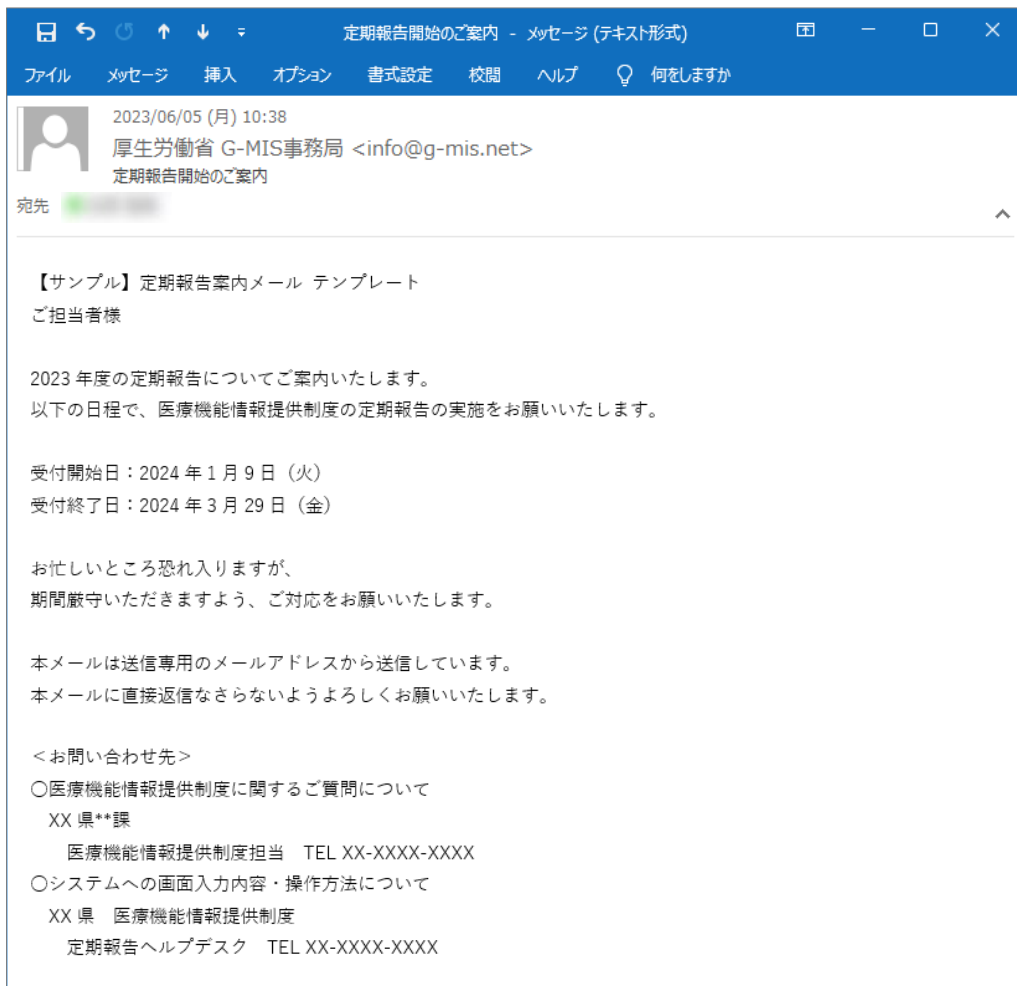 定期報告開始のご案内 - メッセージ (テキスト形式)
ファイル メッセージ 挿入 オプション 書式設定 校閲 ヘルプ 何をしますか
2023/06/05 (月) 10:38
厚生労働省 G-MIS事務局 <info@g-mis.net>
定期報告開始のご案内
宛先
【サンプル】定期報告案内メール テンプレート
ご担当者様
2023 年度の定期報告についてご案内いたします。
以下の日程で、医療機能情報提供制度の定期報告の実施をお願いいたします。
受付開始日：2024 年 1 月 9 日（火）
受付終了日：2024 年 3 月 29 日（金）
お忙しいところ恐れ入りますが、
期間厳守いただきますよう、ご対応をお願いいたします。
本メールは送信専用のメールアドレスから送信しています。
本メールに直接返信なさらないようよろしくお願いいたします。
＜お問い合わせ先＞
〇医療機能情報提供制度に関するご質問について
XX 県**課
医療機能情報提供制度担当　TEL XX-XXXX-XXXX
〇システムへの画面入力内容・操作方法について
XX 県　医療機能情報提供制度
定期報告ヘルプデスク　TEL XX-XXXX-XXXX